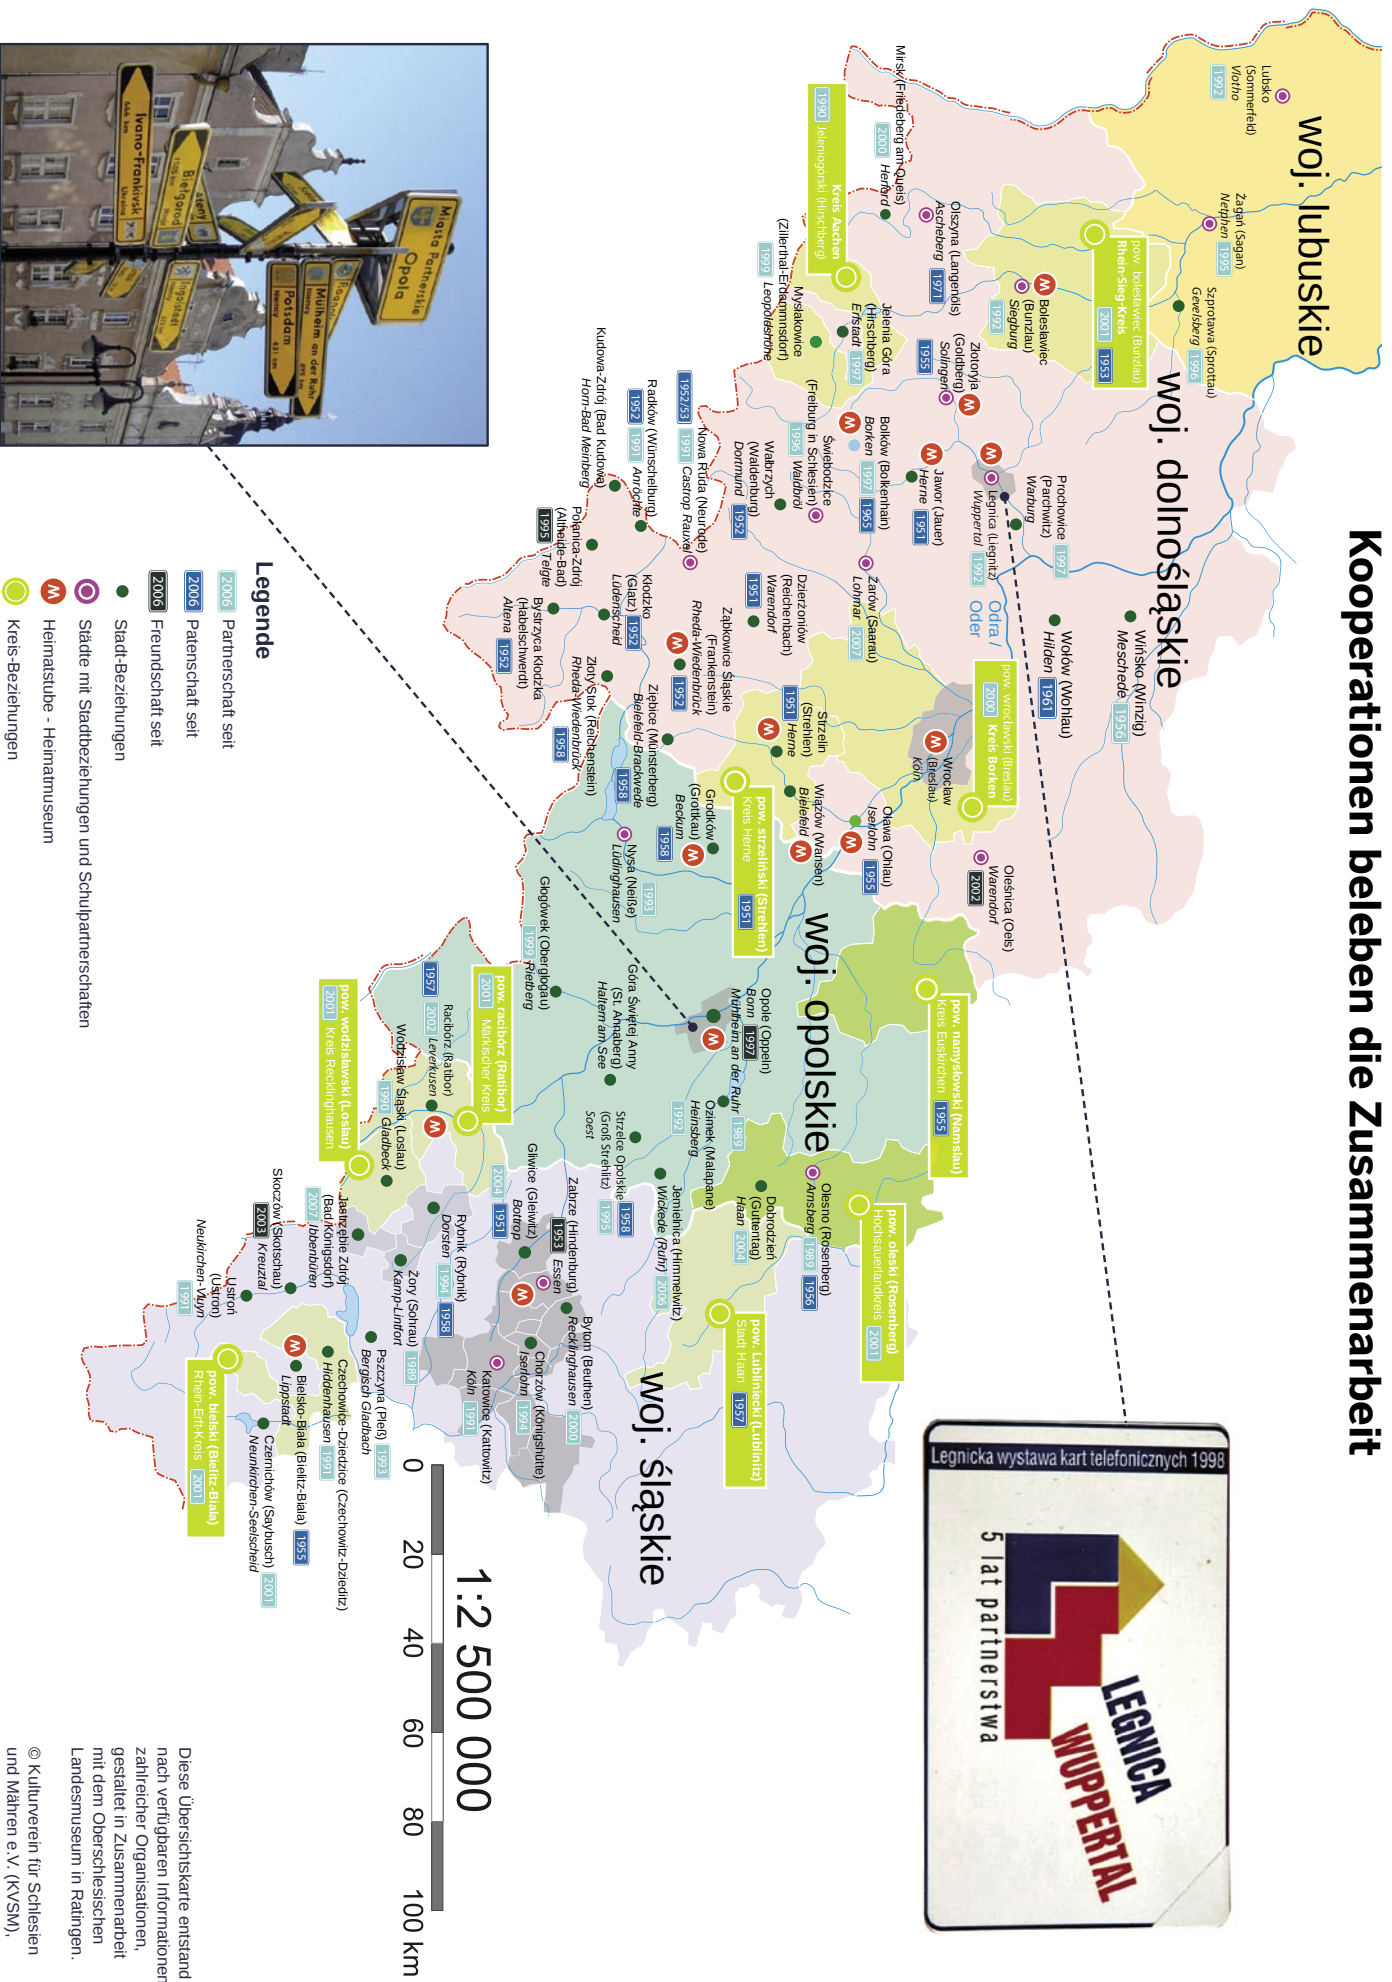 Kooperationen beleben die Zusammenarbeit
woj. lubuskie
Lubsko
(Sommerfeld)
Vlotho
1992
Żagań (Sagan)
Netphen 1995
Szprotawa (Sprottau)
Gevelsberg 1996
woj. dolnośląskie
pow. bolesławiec (Bunzlau)
Rhein-Sieg-Kreis 2001 1953
Bolesławiec
(Bunzlau)
Siegburg
1992
Mirsk (Friedeberg am Queis)
2000 Herford
Olszyna (Langenöls)
Ascheberg 1971
Kreis Aachen
1990 Jeleniogórski (Hirschberg)
Jelenia Góra
(Hirschberg)
Erftstadt 1997
Mysłakowice
(Zillerthal-Erdammnsdorf)
1999 Leopoldshöhe
Złotoryja
(Goldberg)
Solingen
1955
Legnica (Liegnitz)
Wuppertal 1992
Prochowice
(Parchwitz)
Warburg 1997
Jawor (Jauer)
Herne 1951
Bolków (Bolkenhain)
Borken 1997 1965
Świebodzice
(Freiburg in Schlesien)
1996 Waldbröl
Wałbrzych
(Waldenburg)
Dortmund 1952
Nowa Ruda (Neurode)
1952/53 1991 Castrop Rauxel
Radków (Wünschelburg)
1952 1991 Anröchte
Kudowa-Zdrój (Bad Kudowa)
Horn-Bad Meinberg
Polanica-Zdrój
(Altheide-Bad)
1995 Telgte
Kłodzko
(Glatz) 1952
Lüdenscheid
Bystrzyca Kłodzka
(Habelschwerdt)
Altena 1952
Złoty Stok (Reichenstein)
Rheda-Wiedenbrück
1958
Ząbkowice Śląskie
(Frankenstein)
Rheda-Wiedenbrück
1952
Ziębice (Münsterberg)
Bielefeld-Brackwede
1958
Dzierżoniów
(Reichenbach)
Warendorf
1951
Żarów (Saarau)
Lohmar 2007
Odra /
Oder
Wińsko (Winzig)
Meschede 1956
Wołów (Wohlau)
Hilden 1961
pow. wrocławski (Breslau)
2000 Kreis Borken
Wrocław
(Breslau)
Köln
Strzelin
(Strehlen)
1951 Herne
Wiązów (Wansen)
Bielefeld
Oława (Ohlau)
Iserlohn
1955
Oleśnica (Oels)
Warendorf
2002
pow. strzeliński (Strehlen)
Kreis Herne 1951
woj. opolskie
Grodków
(Grotkau)
Beckum
1958
Nysa (Neiße)
Lüdinghausen
1993
Głogówek (Oberglogau)
1999 Rietberg
Góra Świętej Anny
(St. Annaberg)
Haltern am See
Opole (Oppeln)
Bonn 1997
Mühlheim an der Ruhr 1989
Ozimek (Malapane)
Heinsberg
1992
Strzelce Opolskie 1958
(Groß Strehlitz) 1995
Soest
Jemielnica (Himmelwitz)
Wickede (Ruhr) 2006
Dobrodzień
(Guttentag)
Haan 2004
Olesno (Rosenberg)
Arnsberg 1989 1956
pow. namysłowski (Namslau)
Kreis Euskirchen 1955
pow. oleski (Rosenberg)
Hochsauerlandkreis 2001
pow. Lubliniecki (Lublinitz)
Stadt Haan 1957
woj. śląskie
pow. racibórz (Ratibor)
2001 Märkischer Kreis
Racibórz (Ratibor)
1957 2002 Leverkusen
pow. wodzisławski (Loslau)
2001 Kreis Recklinghausen
Wodzisław Śląski (Loslau)
1990 Gladbeck
Gliwice (Gleiwitz)
Bottrop
2004 1951
Zabrze (Hindenburg)
1953 Essen
Bytom (Beuthen)
Recklinghausen 2000
Chorzów (Königshütte)
Iserlohn 1994
Katowice (Kattowitz)
Köln 1991
Rybnik (Rybnik)
Dorsten 1994 1958
Żory (Sohrau)
Kamp-Lintfort 1989
Jastrzębie Zdrój
(Bad Königsdorf)
2007 Ibbenbüren
Skoczów (Skotschau)
2003 Kreuztal
Ustroń
(Ustron)
Neukirchen-Vluyn
1991
Pszczyna (Pleß)
Bergisch Gladbach 1993
Czechowice-Dziedzice (Czechowitz-Dzieditz)
Hiddenhausen 1991
Bielsko-Biała (Bielitz-Biala) 1955
Lippstadt
Czernichów (Saybusch)
Neunkirchen-Seelscheid 2001
pow. bielski (Bielitz-Biala)
Rhein-Erft-Kreis 2001
Legnicka wystawa kart telefonicznych 1998
LEGNICA
WUPPERTAL
5 lat partnerstwa
Miasta Partnerskie
Opola
Mülheim an der Ruhr
Niemcy
Potsdam
Niemcy 431 km
Ingolstadt
Bielgorod
Ivano-Frankivsk
Ukraina
1:2 500 000
0 20 40 60 80 100 km
Legende
2006 Partnerschaft seit
2006 Patenschaft seit
2006 Freundschaft seit
Stadt-Beziehungen
Städte mit Stadtbeziehungen und Schulpartnerschaften
Heimatstube - Heimatmuseum
Kreis-Beziehungen
Diese Übersichtskarte entstand
nach verfügbaren Informationen
zahlreicher Organisationen,
gestaltet in Zusammenarbeit
mit dem Oberschlesischen
Landesmuseum in Ratingen.
© Kulturverein für Schlesien
und Mähren e.V. (KVSM),